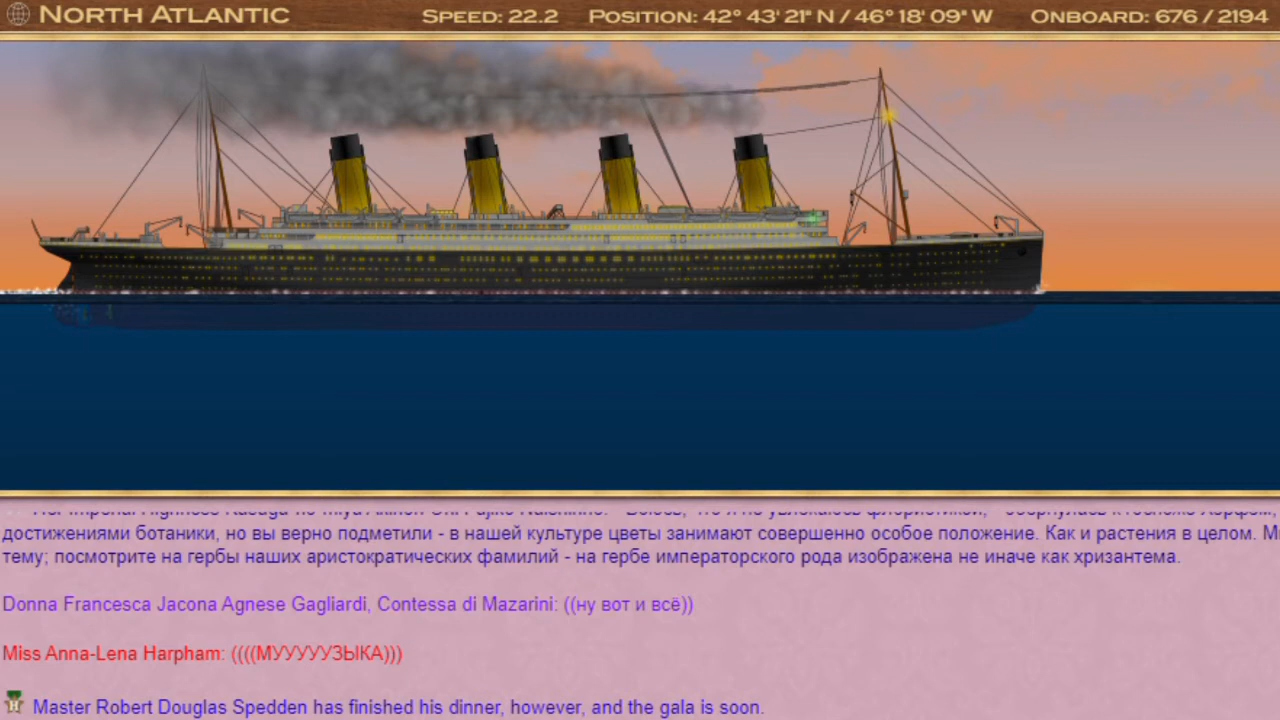 NORTH ATLANTIC
SPEED: 22.2
POSITION: 42° 43' 21" N / 46° 18' 09" W
ONBOARD: 676 / 2194
достижениями ботаники, но вы верно подметили - в нашей культуре цветы занимают совершенно особое положение. Как и растения в целом.
тему; посмотрите на гербы наших аристократических фамилий - на гербе императорского рода изображена не иначе как хризантема.
Donna Francesca Jacona Agnese Gagliardi, Contessa di Mazarini: ((ну вот и всё))
Miss Anna-Lena Harpham: ((((МУУУУУЗЫКА)))
Master Robert Douglas Spedden has finished his dinner, however, and the gala is soon.